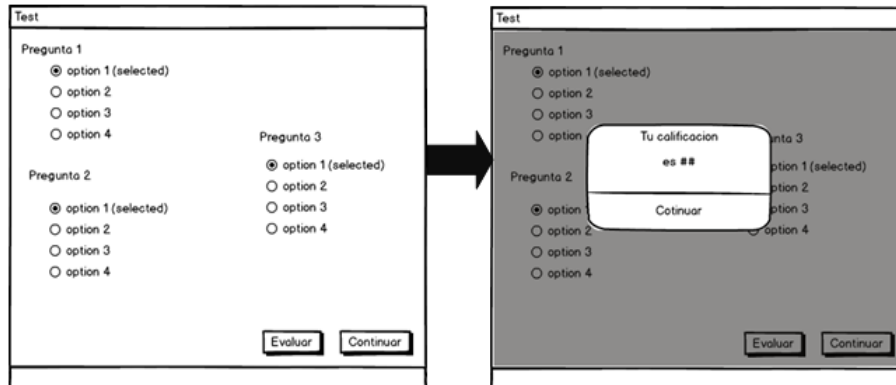 Test
Pregunta 1
option 1 (selected)
option 2
option 3
option 4
Pregunta 2
option 1 (selected)
option 2
option 3
option 4
Pregunta 3
option 1 (selected)
option 2
option 3
option 4
Evaluar
Continuar
Test
Pregunta 1
option 1 (selected)
option 2
option 3
option
Pregunta 2
option
option 2
option 3
option 4
nta 3
ption 1 (selected)
ption 2
ption 3
option 4
Tu calificacion
es ##
Cotinuar
Evaluar
Continuar